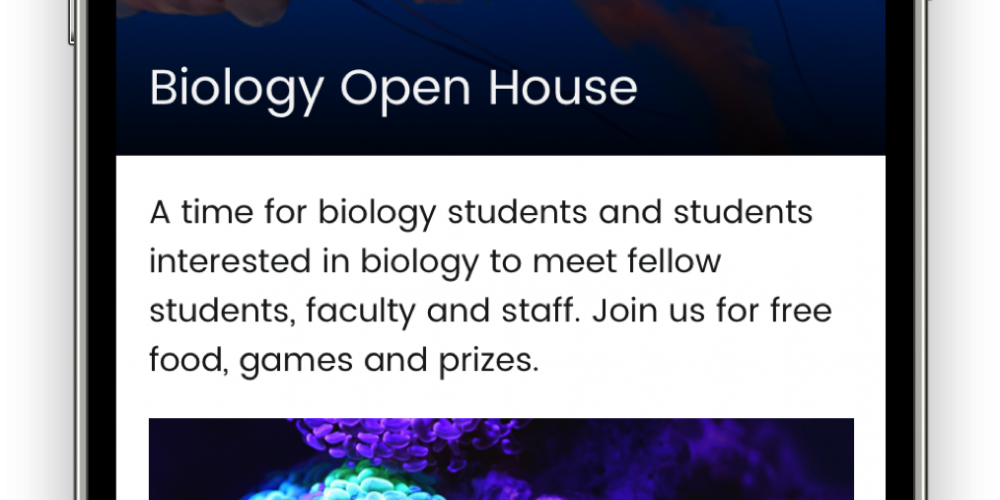 Biology Open House
A time for biology students and students
interested in biology to meet fellow
students, faculty and staff. Join us for free
food, games and prizes.